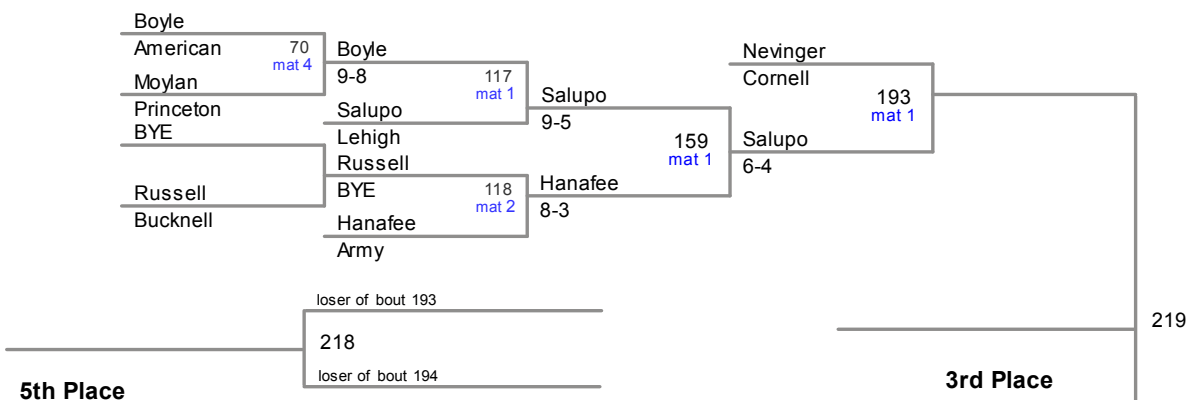 Boyle
American
70
mat 4
Moylan
Princeton
BYE
Russell
Bucknell
Boyle
9-8
117
mat 1
Salupo
Lehigh
Russell
BYE
118
mat 2
Hanafee
Army
Salupo
9-5
159
mat 1
Hanafee
8-3
Nevinger
Cornell
193
mat 1
Salupo
6-4
loser of bout 193
218
loser of bout 194
5th Place
219
3rd Place